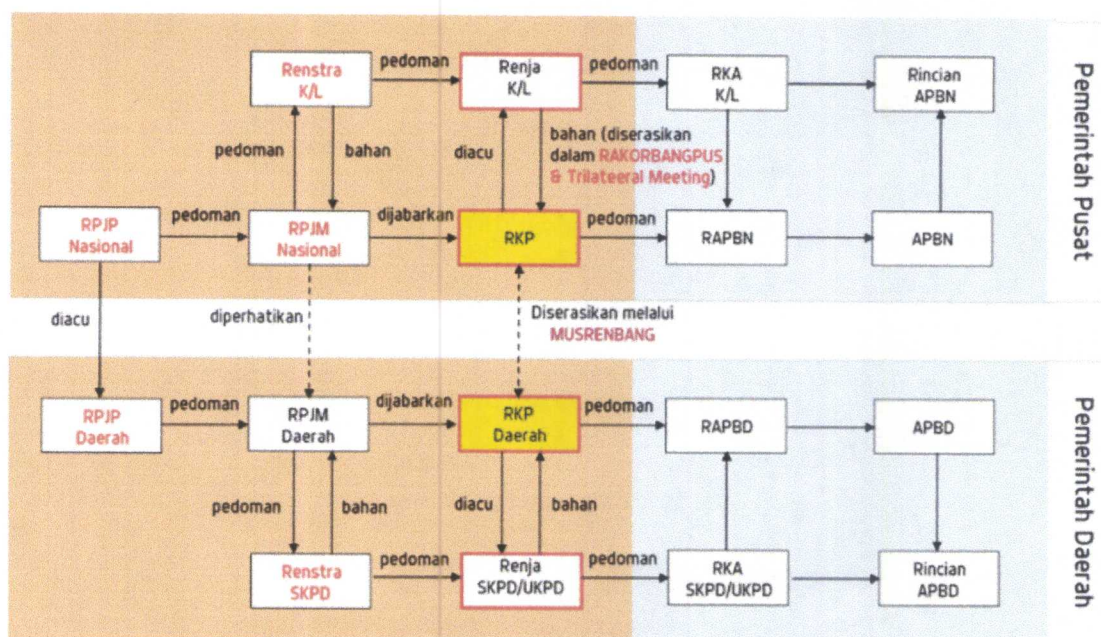 pedoman
pedoman
Renstra
K/L
Renja
K/L
RKA
K/L
Rincian
APBN
pedoman
bahan
diacu
bahan (diserasikan
dalam RAKORBANGPUS
& Trilateeral Meeting)
RPJP
Nasional
pedoman
RPJM
Nasional
dijabarkan
RKP
pedoman
RAPBN
APBN
Pemerintah Pusat
diacu
diperhatikan
Diserasikan melalui
MUSRENBANG
RPJP
Daerah
pedoman
RPJM
Daerah
dijabarkan
RKP
Daerah
pedoman
RAPBD
APBD
pedoman
bahan
diacu
bahan
Renstra
SKPD
pedoman
Renja
SKPD/UKPD
pedoman
RKA
SKPD/UKPD
Rincian
APBD
Pemerintah Daerah